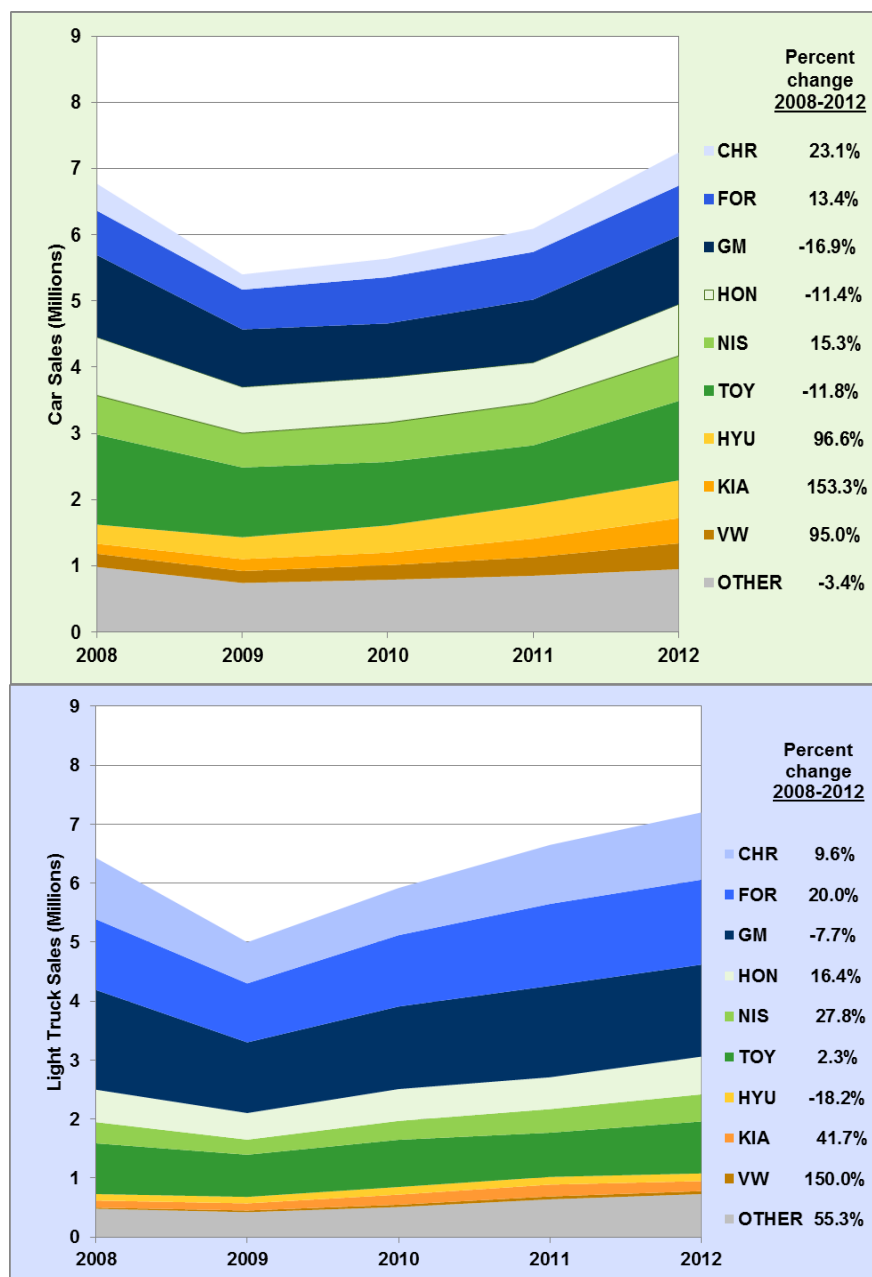 9
8
7
6
5
4
3
2
1
0
Car Sales (Millions)
2008 2009 2010 2011 2012
Percent
change
2008-2012
CHR 23.1%
FOR 13.4%
GM -16.9%
HON -11.4%
NIS 15.3%
TOY -11.8%
HYU 96.6%
KIA 153.3%
VW 95.0%
OTHER -3.4%
9
8
7
6
5
4
3
2
1
0
Light Truck Sales (Millions)
2008 2009 2010 2011 2012
Percent
change
2008-2012
CHR 9.6%
FOR 20.0%
GM -7.7%
HON 16.4%
NIS 27.8%
TOY 2.3%
HYU -18.2%
KIA 41.7%
VW 150.0%
OTHER 55.3%